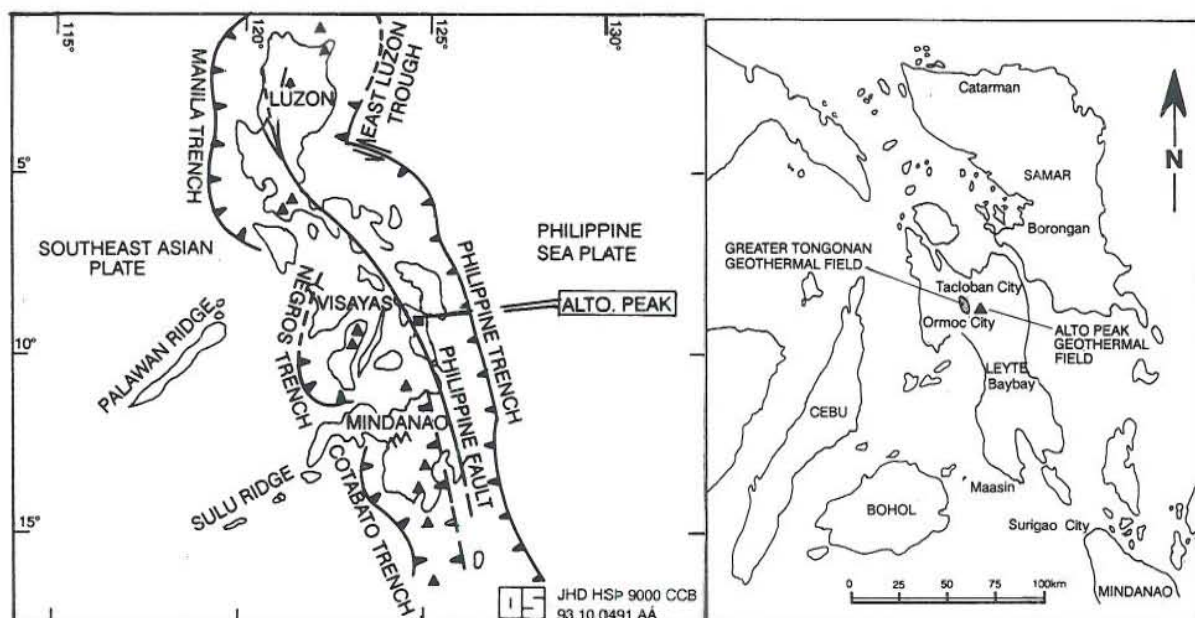 115°
120°
125°
130°
MANILA TRENCH
LUZON
EAST LUZON
TROUGH
5°
SOUTHEAST ASIAN
PLATE
PHILIPPINE
SEA PLATE
PHILIPPINE TRENCH
NEGROS TRENCH
VISAYAS
ALTO. PEAK
PALAWAN RIDGE
10°
PHILIPPINE FAULT
MINDANAO
SULU RIDGE
COTABATO TRENCH
15°
JHD HSÞ 9000 CCB
93.10.0491 AÁ
Catarman
N
SAMAR
Borongan
GREATER TONGONAN
GEOTHERMAL FIELD
Tacloban City
Ormoc City
ALTO PEAK
GEOTHERMAL
FIELD
LEYTE
Baybay
CEBU
Maasin
BOHOL
Surigao City
MINDANAO
0 25 50 75 100km